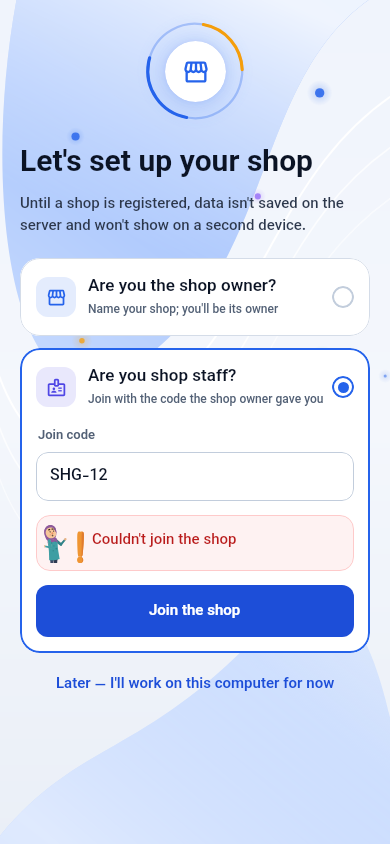 Let's set up your shop
Until a shop is registered, data isn't saved on the
server and won't show on a second device.
Are you the shop owner?
Name your shop; you'll be its owner
Are you shop staff?
Join with the code the shop owner gave you
Join code
SHG-12
Couldn't join the shop
Join the shop
Later — I'll work on this computer for now